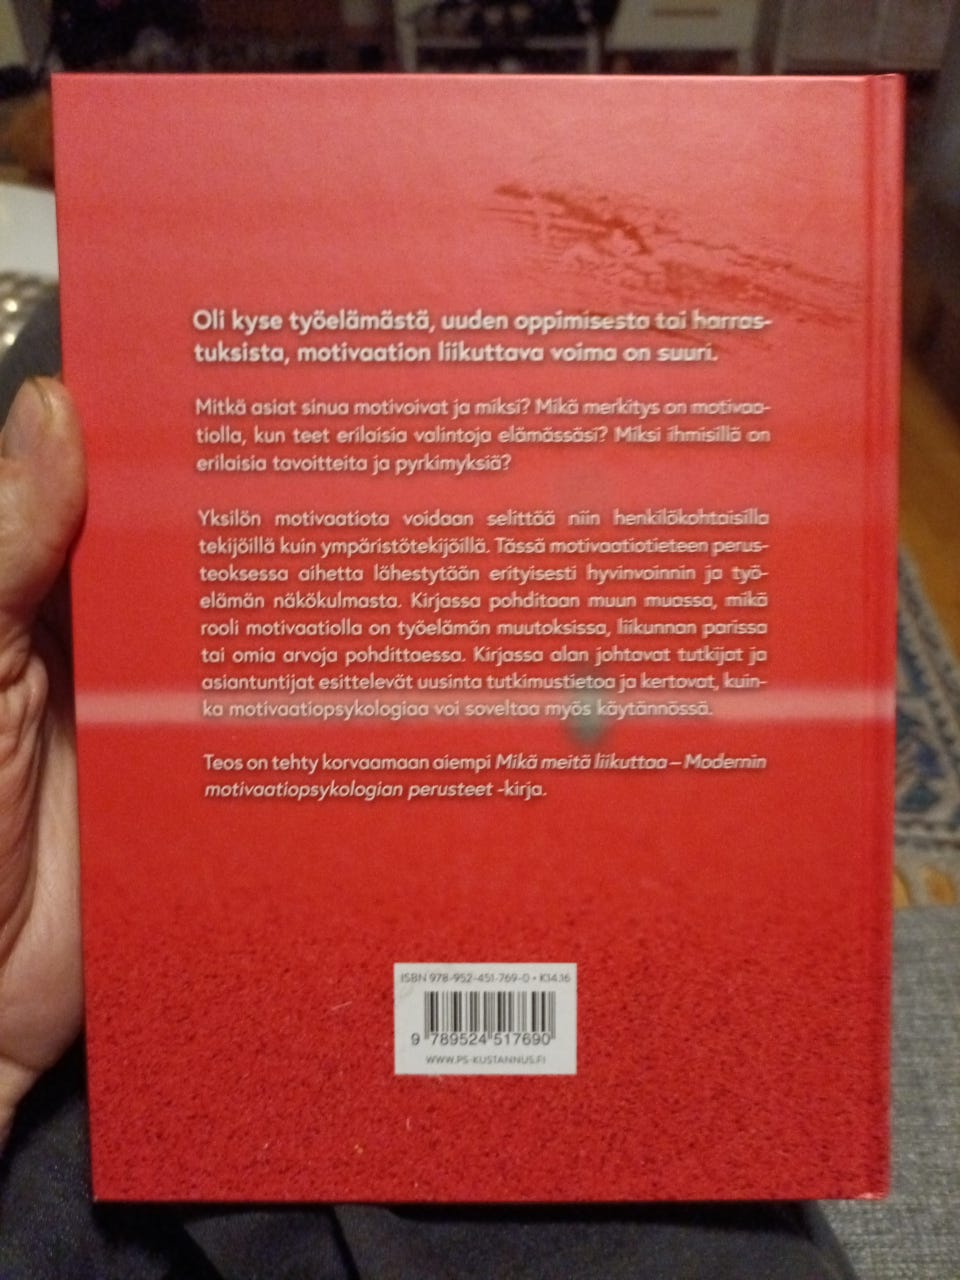 Oli kyse työelämästä, uuden oppimisesta tai harras-
tuksista, motivaation liikuttava voima on suuri.
Mitkä asiat sinua motivoivat ja miksi? Mikä merkitys on motivaa-
tiolla, kun teet erilaisia valintoja elämässäsi? Miksi ihmisillä on
erilaisia tavoitteita ja pyrkimyksiä?
Yksilön motivaatiota voidaan selittää niin henkilökohtaisilla
tekijöillä kuin ympäristötekijöillä. Tässä motivaatiotieteen perus-
teoksessa aihetta lähestytään erityisesti hyvinvoinnin ja työ-
elämän näkökulmasta. Kirjassa pohditaan muun muassa, mikä
rooli motivaatiolla on työelämän muutoksissa, liikunnan parissa
tai omia arvoja pohdittaessa. Kirjassa alan johtavat tutkijat ja
asiantuntijat esittelevät uusinta tutkimustietoa ja kertovat, kuin-
ka motivaatiopsykologiaa voi soveltaa myös käytännössä.
Teos on tehty korvaamaan aiempi Mikä meitä liikuttaa – Modernin
motivaatiopsykologian perusteet -kirja.
ISBN 978-952-451-769-0 • K14.16
9 789524 517690
WWW.PS-KUSTANNUS.FI